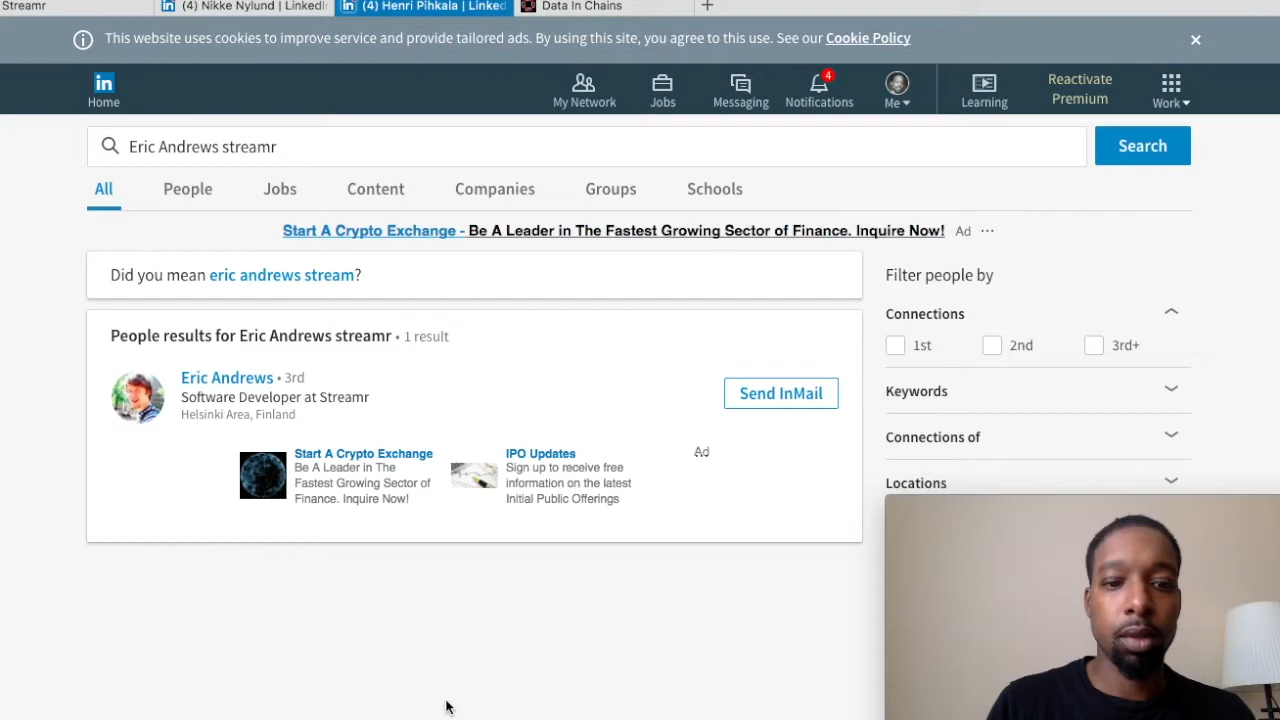 Streamr
(4) Nikke Nylund | LinkedIn
(4) Henri Pihkala | Linked
Data In Chains
This website uses cookies to improve service and provide tailored ads. By using this site, you agree to this use. See our Cookie Policy
in
Home
My Network
Jobs
Messaging
4
Notifications
Me
Learning
Reactivate
Premium
Work
Eric Andrews streamr
Search
All
People
Jobs
Content
Companies
Groups
Schools
Start A Crypto Exchange - Be A Leader in The Fastest Growing Sector of Finance. Inquire Now! Ad ...
Did you mean eric andrews stream?
People results for Eric Andrews streamr • 1 result
Eric Andrews • 3rd
Software Developer at Streamr
Helsinki Area, Finland
Send InMail
Start A Crypto Exchange
Be A Leader in The
Fastest Growing Sector of
Finance. Inquire Now!
IPO Updates
Sign up to receive free
information on the latest
Initial Public Offerings
Ad
Filter people by
Connections
1st
2nd
3rd+
Keywords
Connections of
Locations